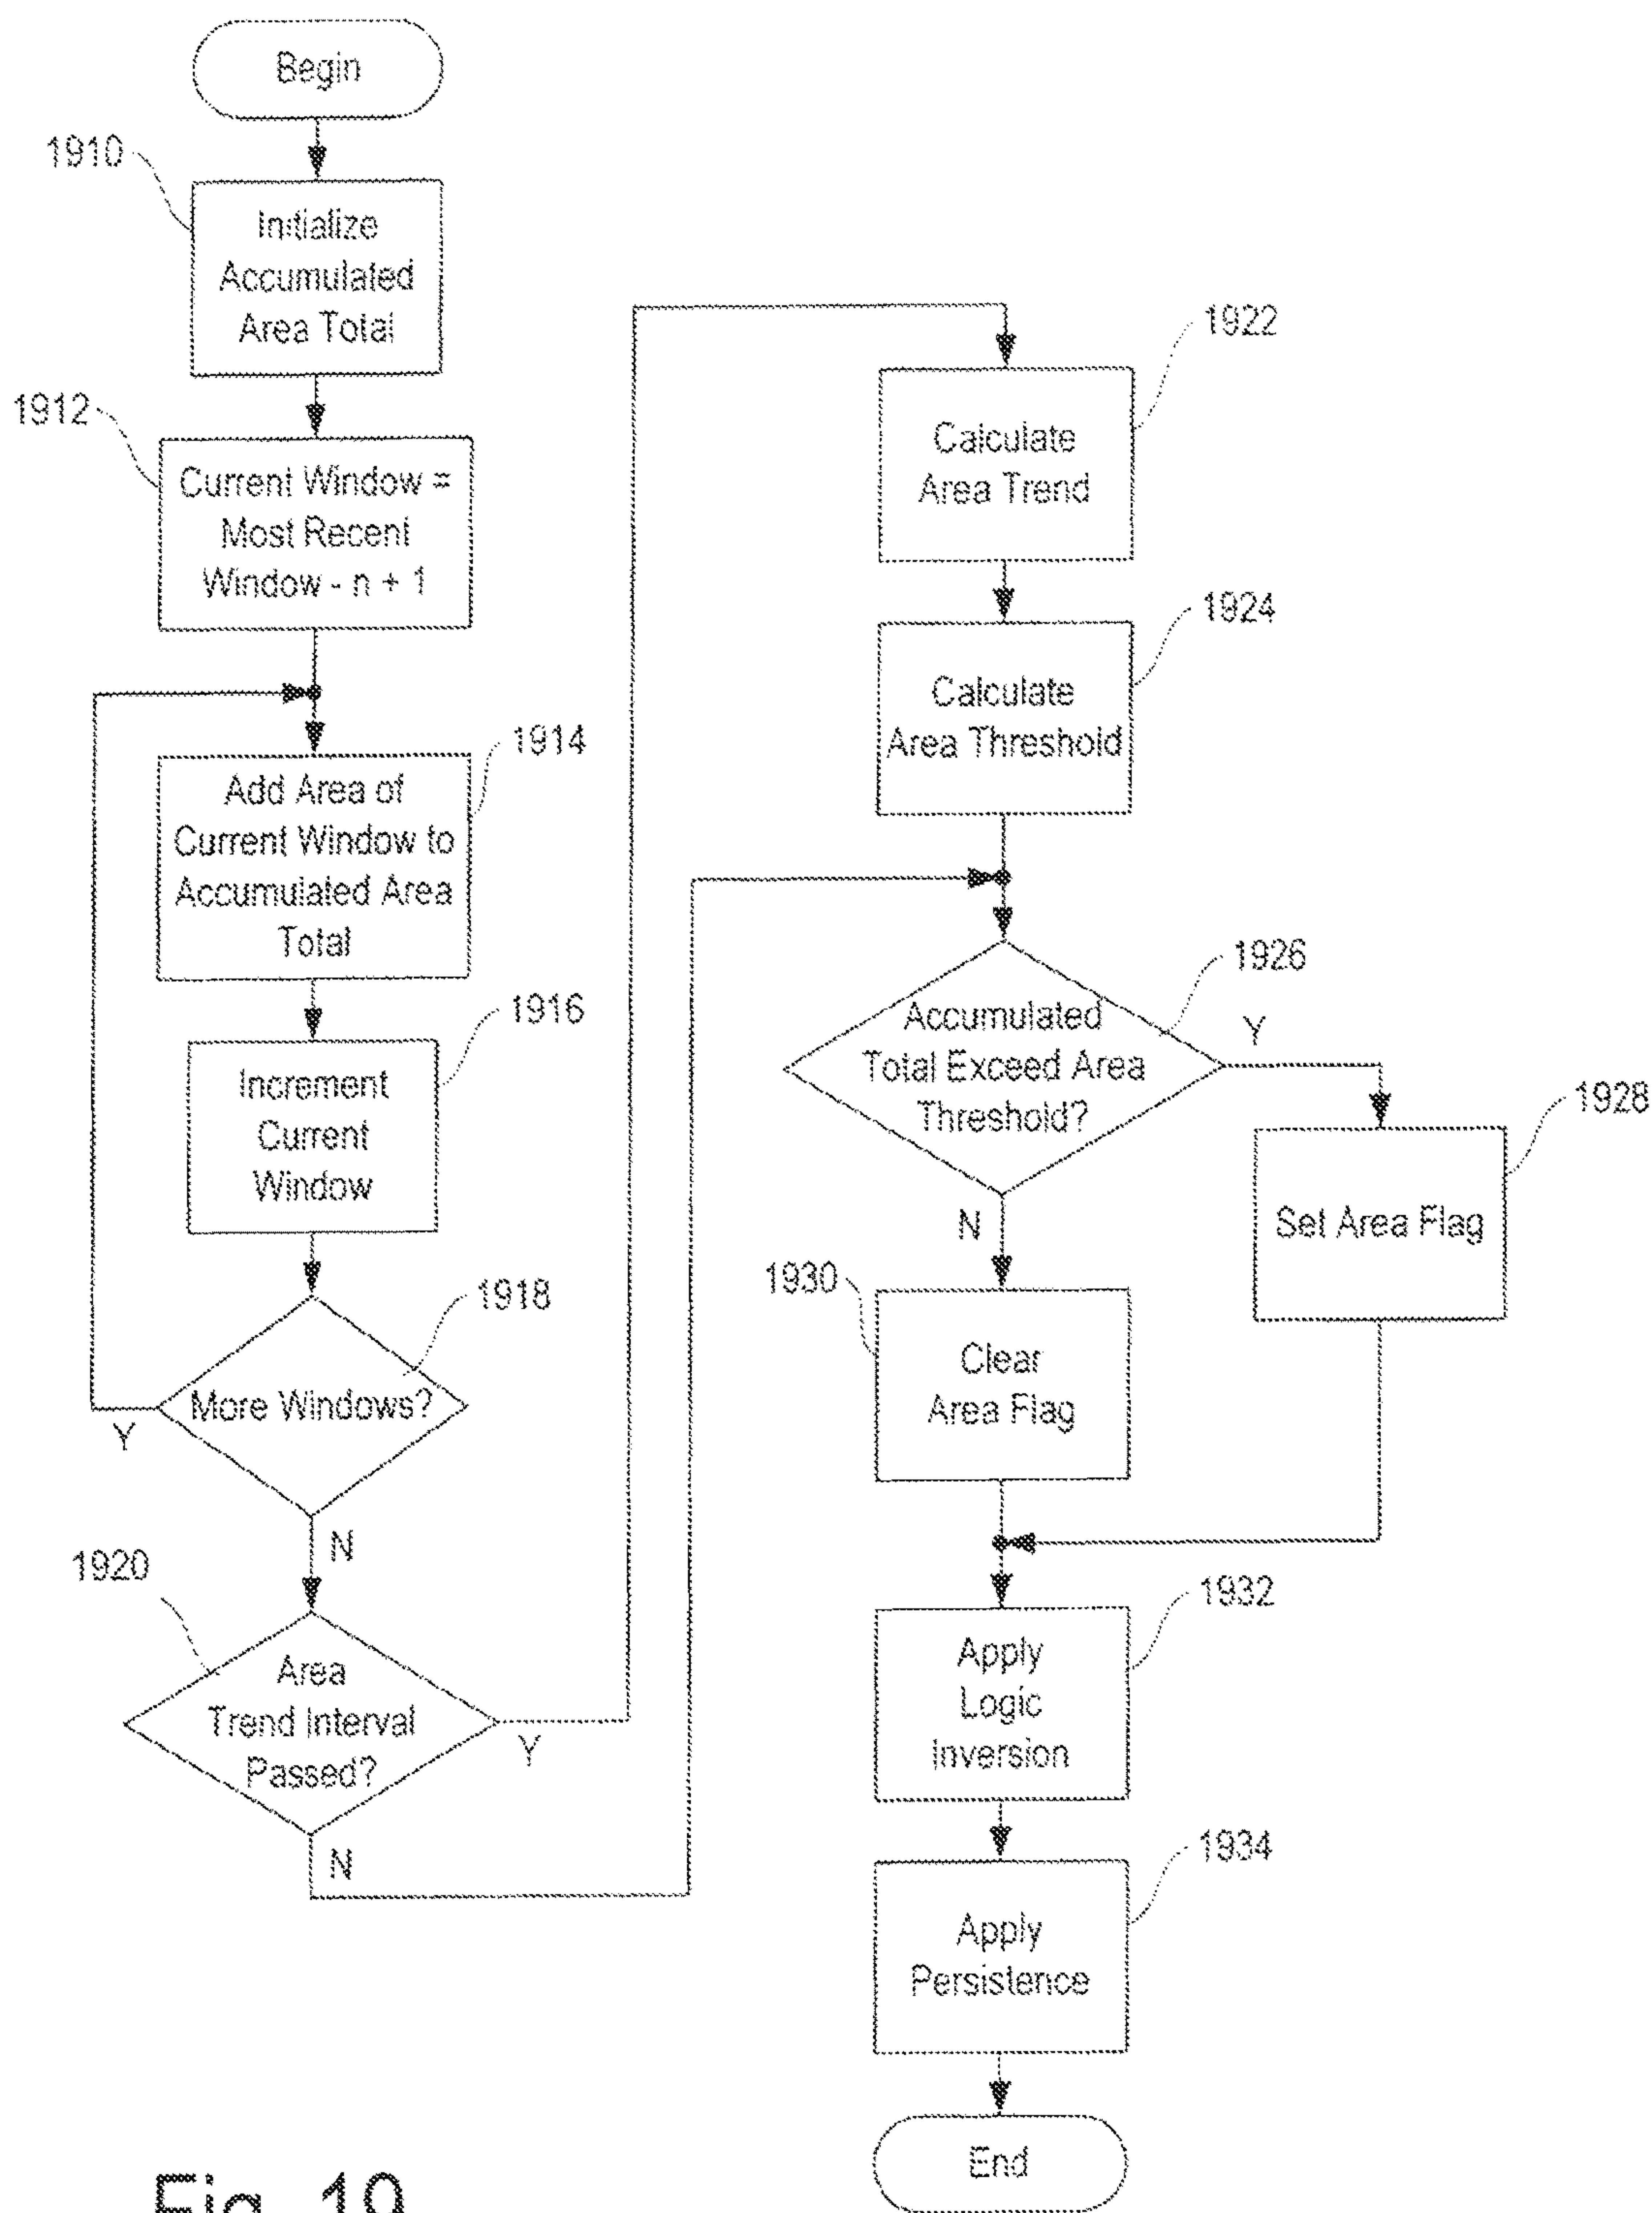 Begin
1910
Initialize
Accumulated
Area Total
1912
Current Window =
Most Recent
Window - n + 1
1914
Add Area of
Current Window to
Accumulated Area
Total
1916
Increment
Current
Window
1918
More Windows?
Y
N
1920
Area
Trend Interval
Passed?
Y
N
1922
Calculate
Area Trend
1924
Calculate
Area Threshold
1926
Accumulated
Total Exceed Area
Threshold?
Y
N
1928
Set Area Flag
1930
Clear
Area Flag
1932
Apply
Logic
Inversion
1934
Apply
Persistence
End
Fig. 19